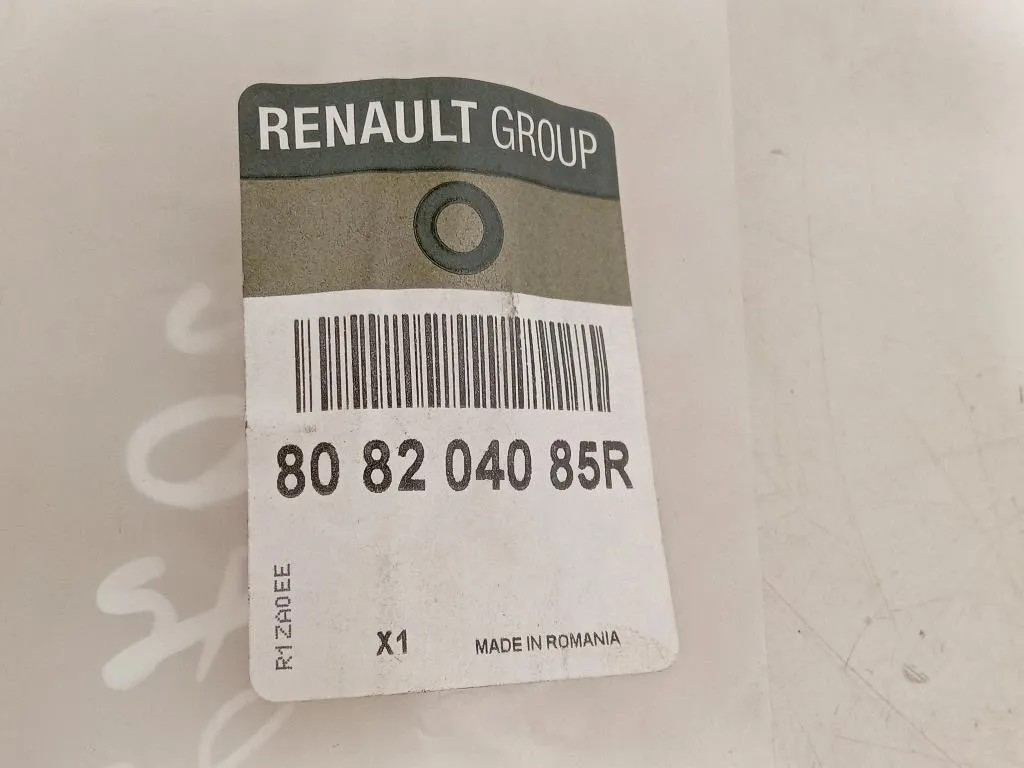 RENAULT GROUP
80 82 040 85R
R1ZA0EE
X1
MADE IN ROMANIA